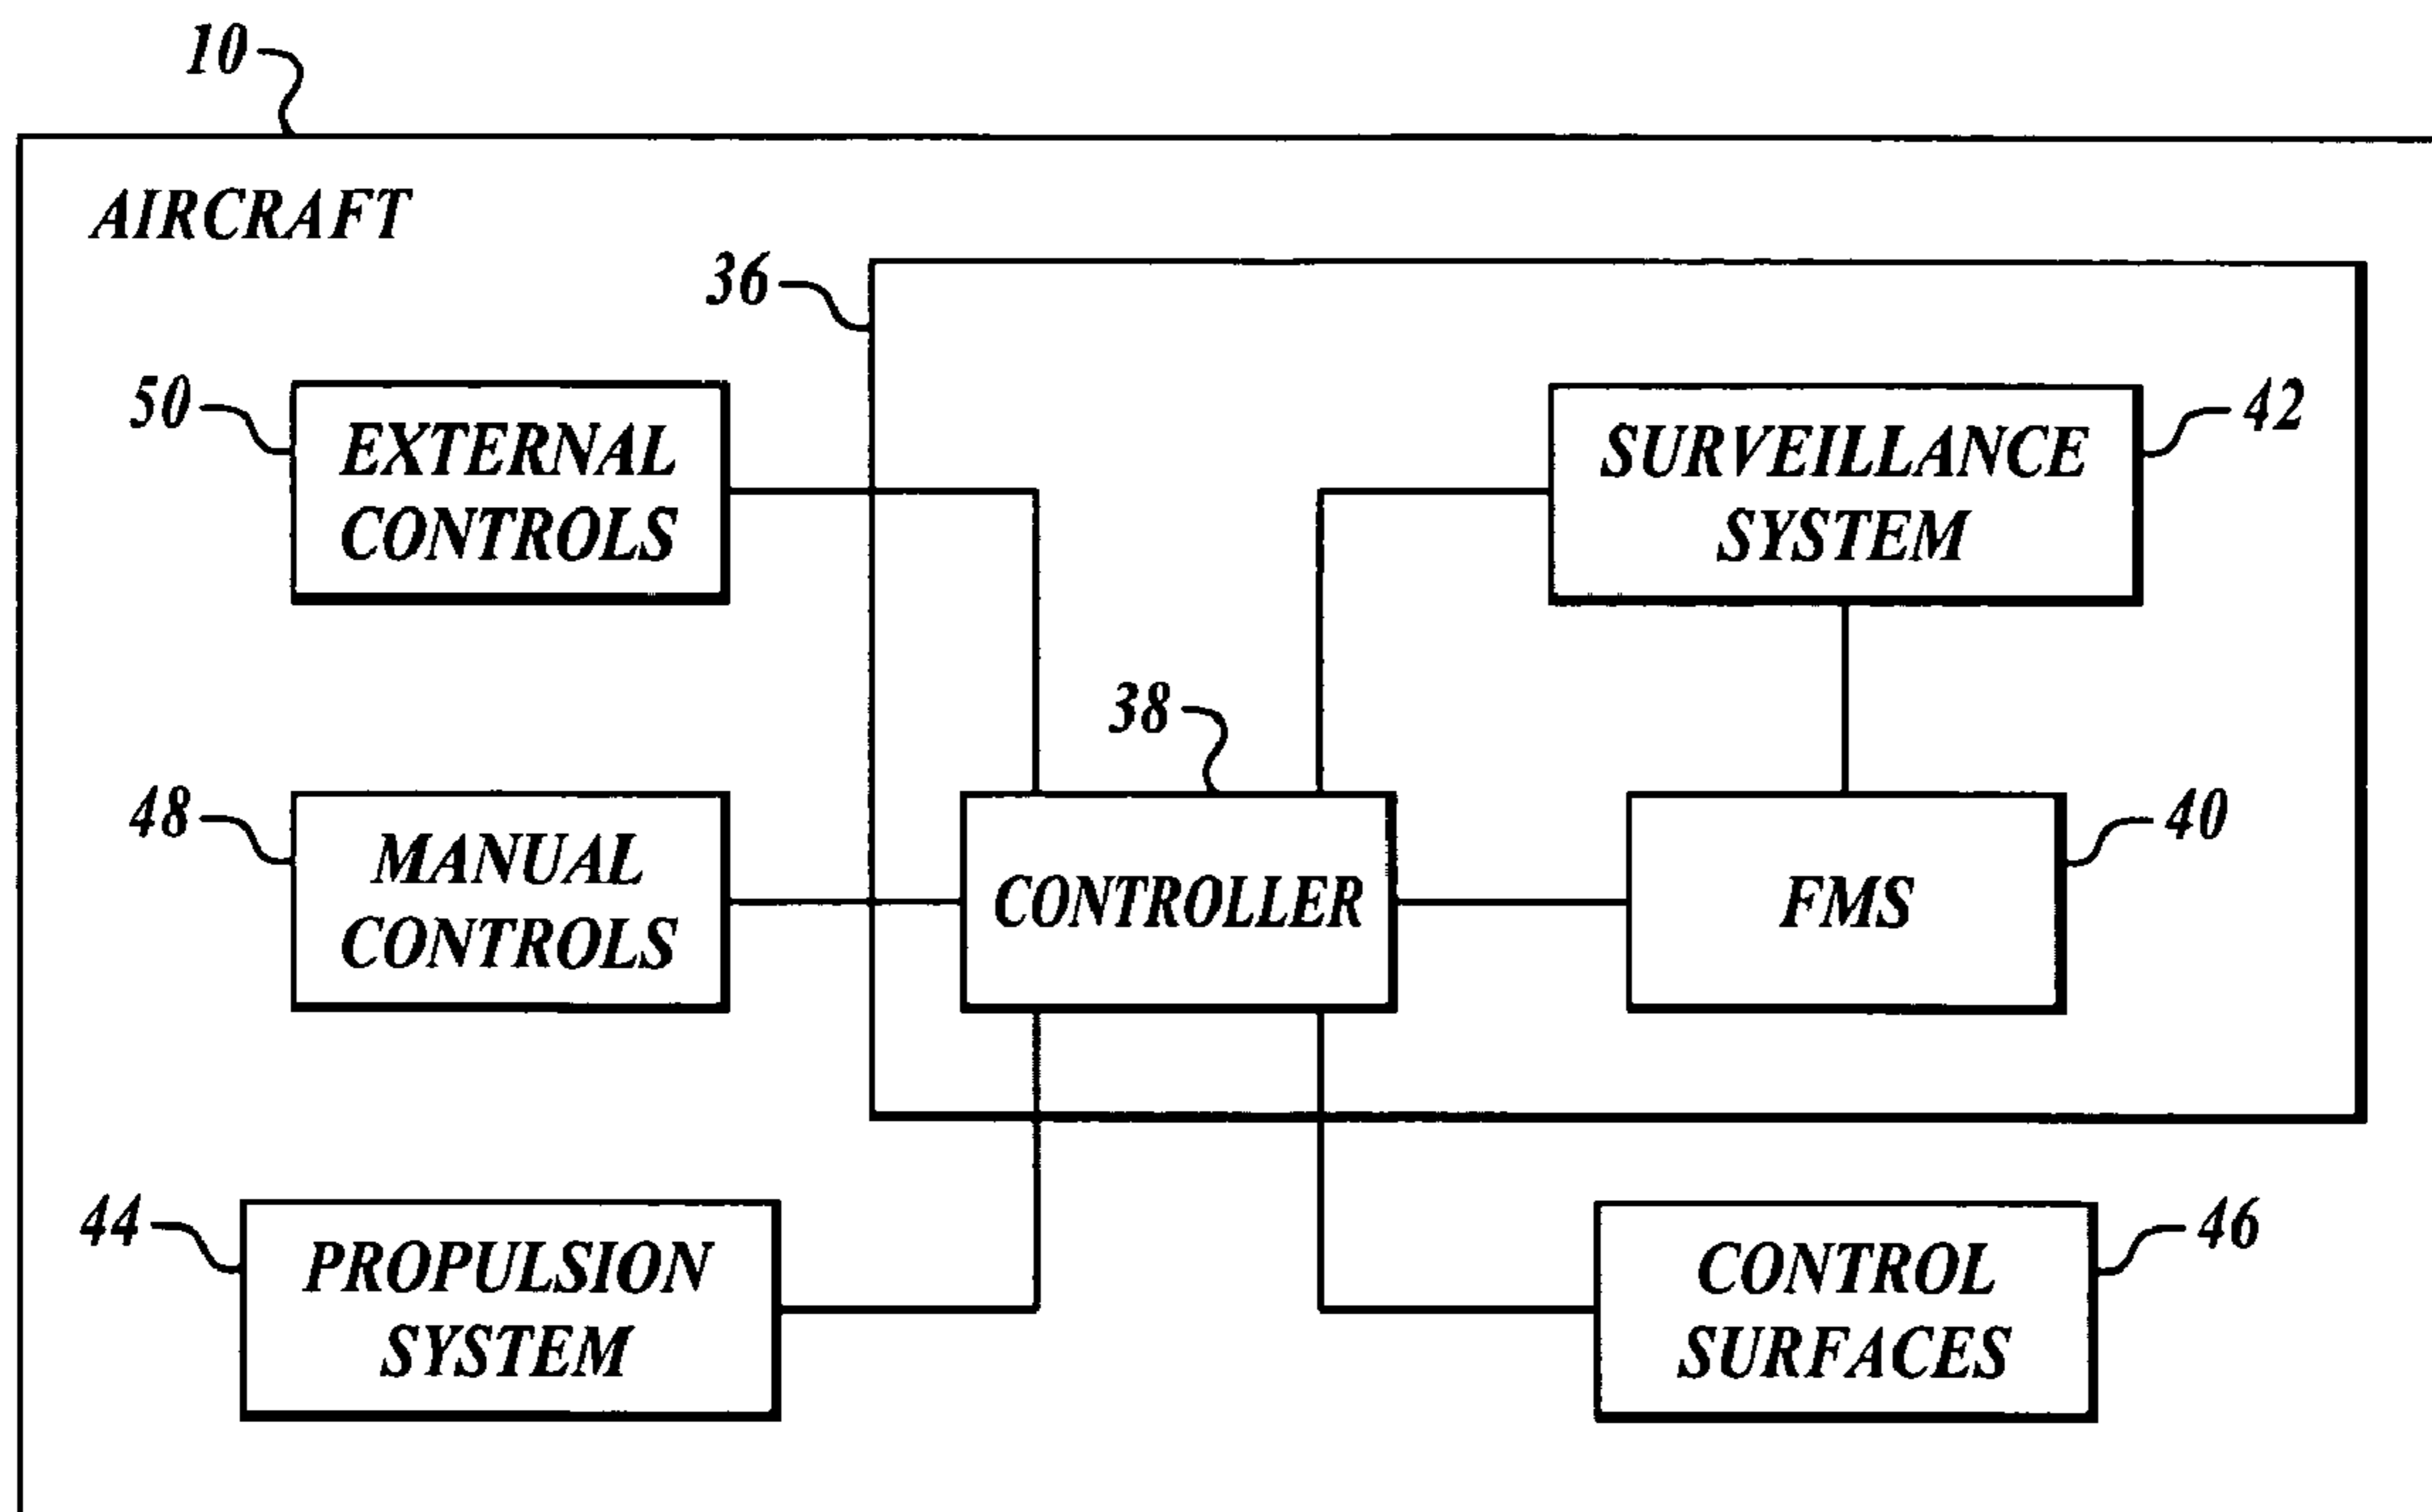 10
AIRCRAFT
36
50
EXTERNAL
CONTROLS
SURVEILLANCE
SYSTEM
42
38
48
MANUAL
CONTROLS
CONTROLLER
FMS
40
44
PROPULSION
SYSTEM
CONTROL
SURFACES
46